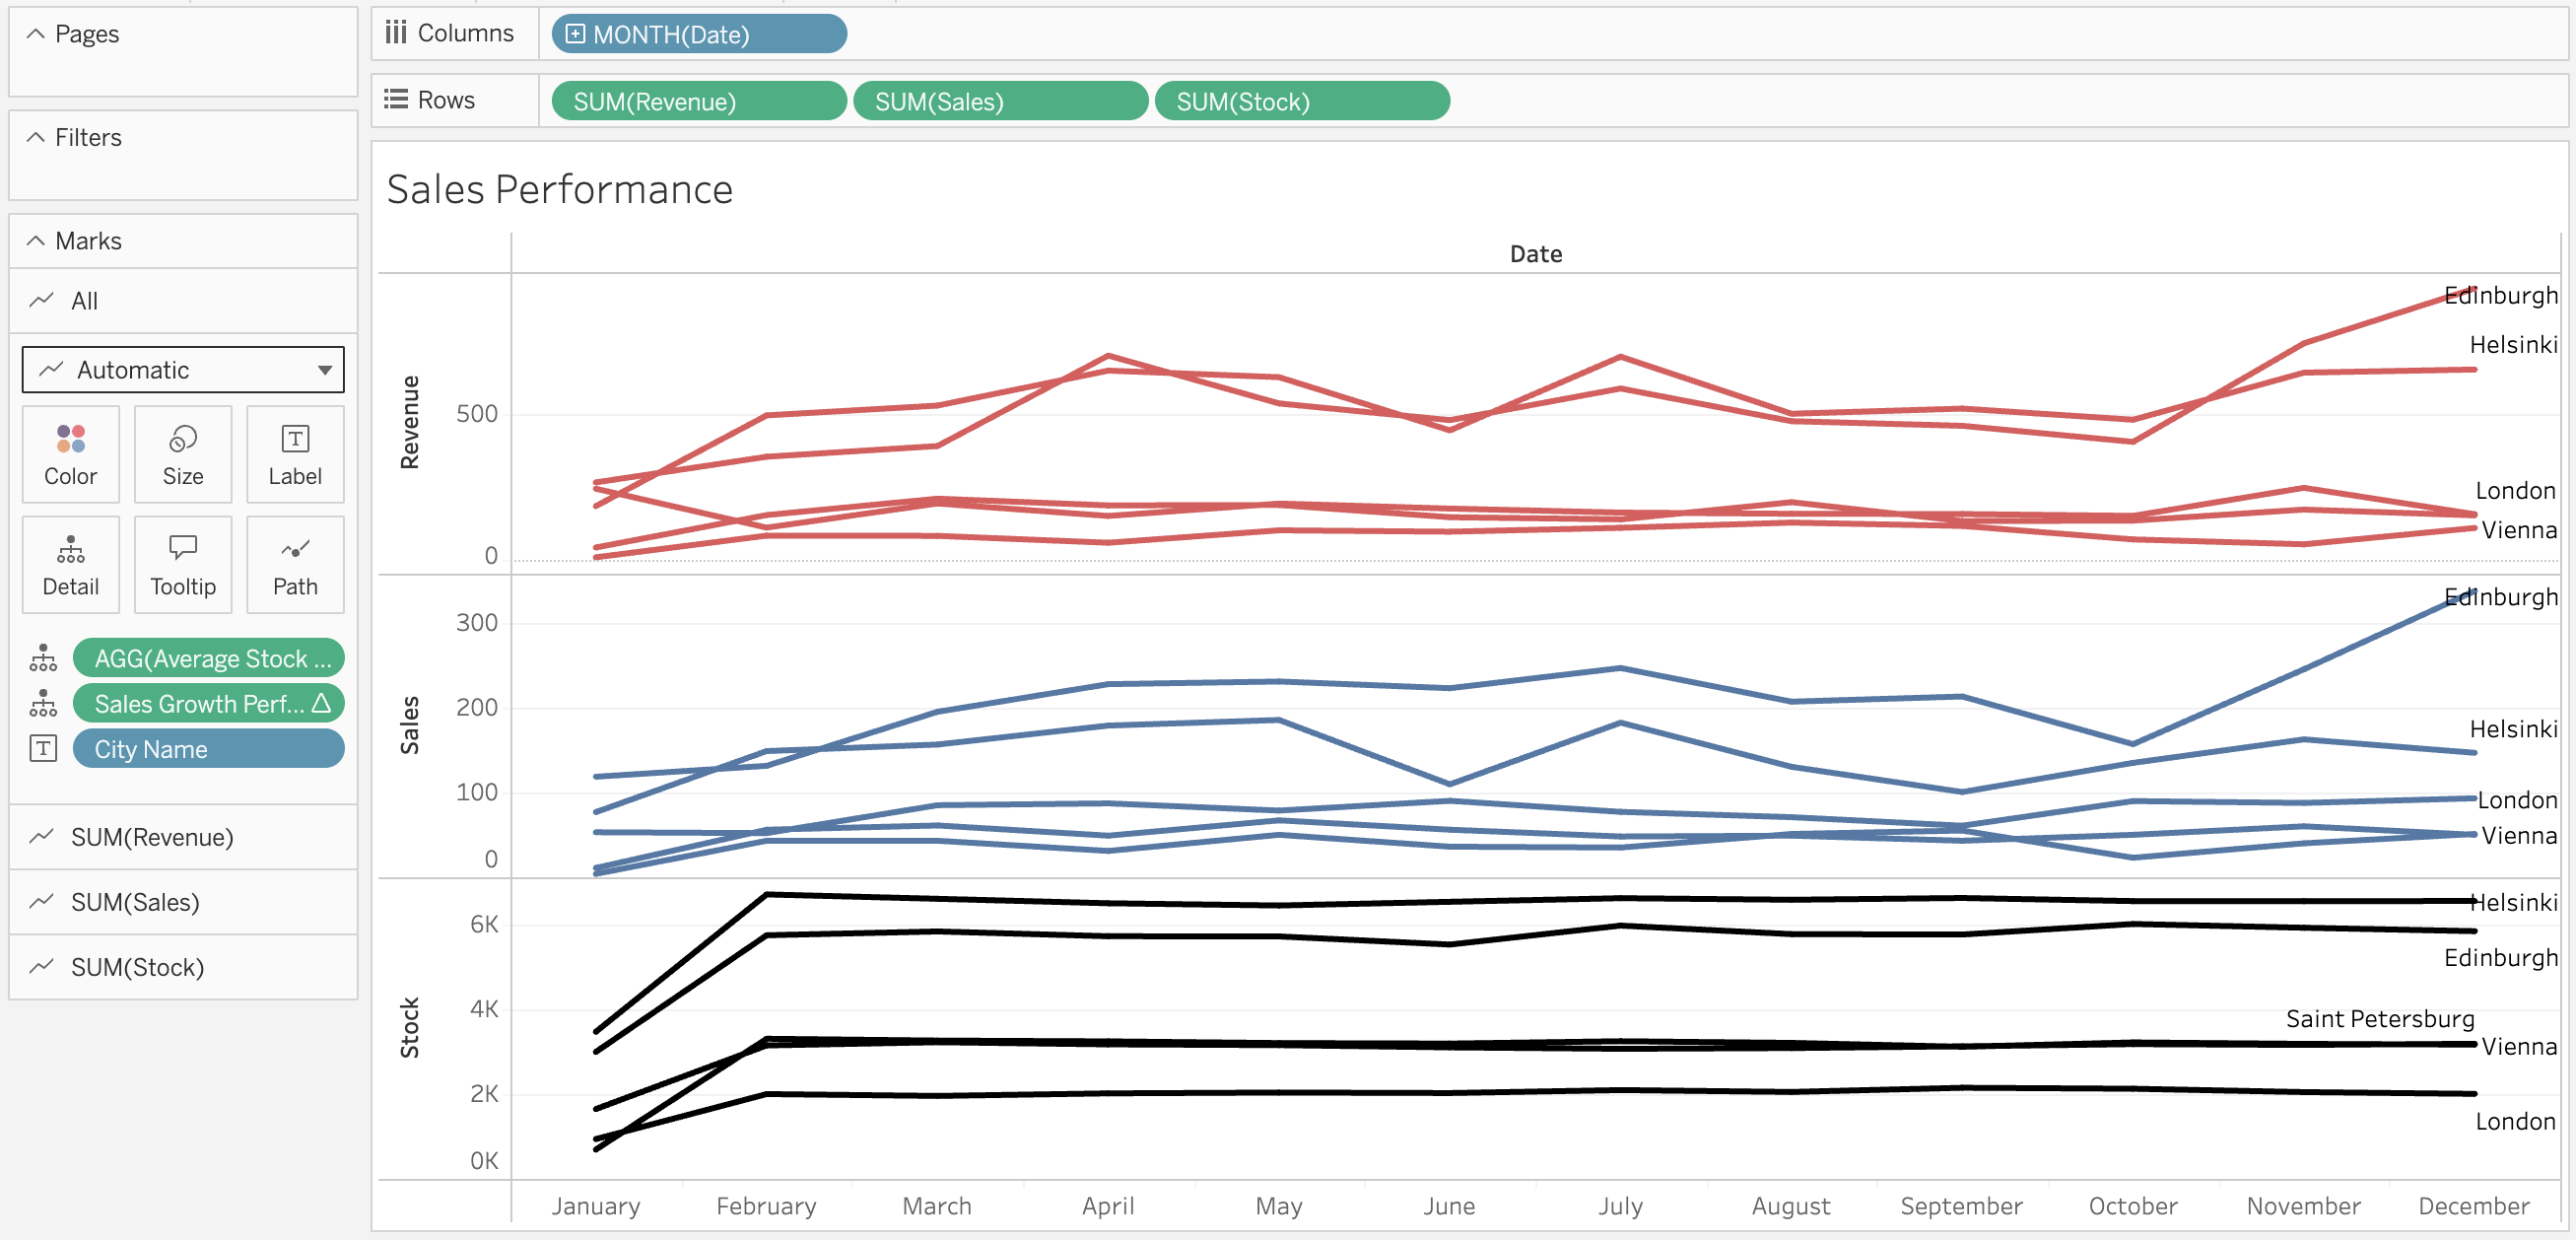 Pages
Filters
Marks
All
Automatic
Color Size Label
Detail Tooltip Path
AGG(Average Stock ...
Sales Growth Perf...
T City Name
SUM(Revenue)
SUM(Sales)
SUM(Stock)
Columns MONTH(Date)
Rows SUM(Revenue) SUM(Sales) SUM(Stock)
Sales Performance
Date
Revenue
500
0
Edinburgh
Helsinki
London
Vienna
Sales
300
200
100
0
Edinburgh
Helsinki
London
Vienna
Stock
6K
4K
2K
0K
Helsinki
Edinburgh
Saint Petersburg
Vienna
London
January February March April May June July August September October November December